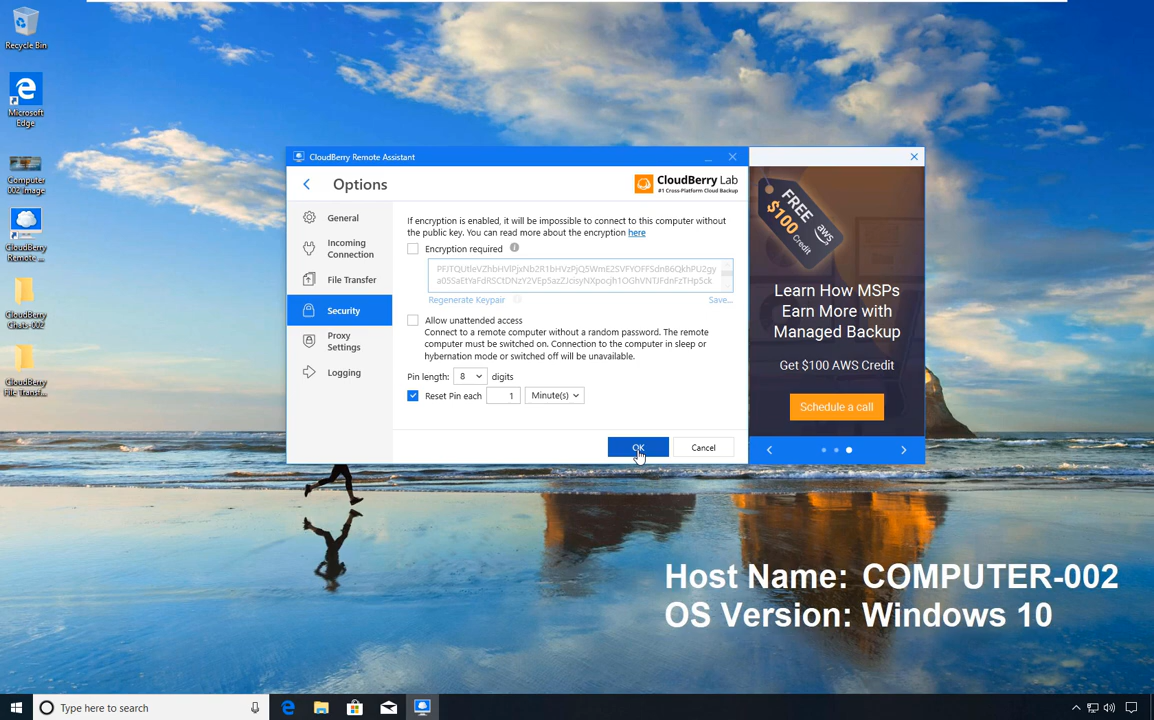 Recycle Bin
Microsoft
Edge
Computer
002 Image
CloudBerry
Remote ...
CloudBerry
Chats-002
CloudBerry
File Transf...
CloudBerry Remote Assistant
Options
CloudBerry Lab
#1 Cross-Platform Cloud Backup
General
Incoming
Connection
File Transfer
Security
Proxy
Settings
Logging
If encryption is enabled, it will be impossible to connect to this computer without
the public key. You can read more about the encryption here
Encryption required
Regenerate Keypair
Save...
Allow unattended access
Connect to a remote computer without a random password. The remote
computer must be switched on. Connection to the computer in sleep or
hybernation mode or switched off will be unavailable.
Pin length: 8 digits
Reset Pin each 1 Minute(s)
OK Cancel
FREE
$100
Credit
aws
Learn How MSPs
Earn More with
Managed Backup
Get $100 AWS Credit
Schedule a call
Host Name: COMPUTER-002
OS Version: Windows 10
Type here to search